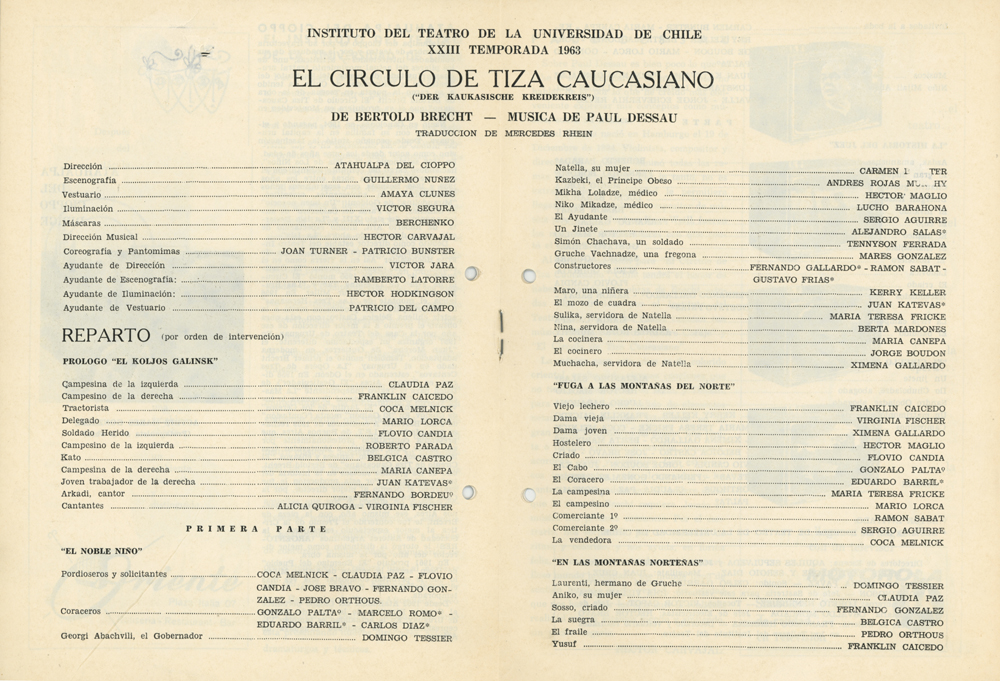 INSTITUTO DEL TEATRO DE LA UNIVERSIDAD DE CHILE
XXIII TEMPORADA 1963
EL CIRCULO DE TIZA CAUCASIANO
("DER KAUKASISCHE KREIDEKREIS")
DE BERTOLD BRECHT — MUSICA DE PAUL DESSAU
TRADUCCION DE MERCEDES RHEIN
Dirección ATAHUALPA DEL CIOPPO
Escenografía GUILLERMO NUÑEZ
Vestuario AMAYA CLUNES
Iluminación VICTOR SEGURA
Máscaras BERCHENKO
Dirección Musical HECTOR CARVAJAL
Coreografía y Pantomimas JOAN TURNER - PATRICIO BUNSTER
Ayudante de Dirección VICTOR JARA
Ayudante de Escenografía: RAMBERTO LATORRE
Ayudante de Iluminación: HECTOR HODKINGSON
Ayudante de Vestuario PATRICIO DEL CAMPO
REPARTO (por orden de intervención)
PROLOGO "EL KOLJOS GALINSK"
Campesina de la izquierda CLAUDIA PAZ
Campesino de la derecha FRANKLIN CAICEDO
Tractorista COCA MELNICK
Delegado MARIO LORCA
Soldado Herido FLOVIO CANDIA
Campesino de la izquierda ROBERTO PARADA
Kato BELGICA CASTRO
Campesina de la derecha MARIA CANEPA
Joven trabajador de la derecha JUAN KATEVAS*
Arkadi, cantor FERNANDO BORDEUº
Cantantes ALICIA QUIROGA - VIRGINIA FISCHER
PRIMERA PARTE
"EL NOBLE NIÑO"
Pordioseros y solicitantes COCA MELNICK - CLAUDIA PAZ - FLOVIO
CANDIA - JOSE BRAVO - FERNANDO GON-
ZALEZ - PEDRO ORTHOUS.
Coraceros GONZALO PALTAº - MARCELO ROMO* -
EDUARDO BARRIL* - CARLOS DIAZ*
Georgi Abachvili, el Gobernador DOMINGO TESSIER
Natella, su mujer CARMEN
Kazbeki, el Príncipe Obeso ANDRES ROJAS
Mikha Loladze, médico HECTOR MAGLIO
Niko Mikadze, médico LUCHO BARAHONA
El Ayudante SERGIO AGUIRRE
Un Jinete ALEJANDRO SALAS*
Simón Chachava, un soldado TENNYSON FERRADA
Gruche Vachnadze, una fregona MARES GONZALEZ
Constructores FERNANDO GALLARDO* - RAMON SABAT -
GUSTAVO FRIAS*
Maro, una niñera KERRY KELLER
El mozo de cuadra JUAN KATEVAS*
Sulika, servidora de Natella MARIA TERESA FRICKE
Nina, servidora de Natella BERTA MARDONES
La cocinera MARIA CANEPA
El cocinero JORGE BOUDON
Muchacha, servidora de Natella XIMENA GALLARDO
"FUGA A LAS MONTAÑAS DEL NORTE"
Viejo lechero FRANKLIN CAICEDO
Dama vieja VIRGINIA FISCHER
Dama joven XIMENA GALLARDO
Hostelero HECTOR MAGLIO
Criado FLOVIO CANDIA
El Cabo GONZALO PALTAº
El Coracero EDUARDO BARRIL*
La campesina MARIA TERESA FRICKE
El campesino MARIO LORCA
Comerciante 1º RAMON SABAT
Comerciante 2º SERGIO AGUIRRE
La vendedora COCA MELNICK
"EN LAS MONTAÑAS NORTEÑAS"
Laurenti, hermano de Gruche DOMINGO TESSIER
Aniko, su mujer CLAUDIA PAZ
Sosso, criado FERNANDO GONZALEZ
La suegra BELGICA CASTRO
El fraile PEDRO ORTHOUS
Yusuf FRANKLIN CAICEDO